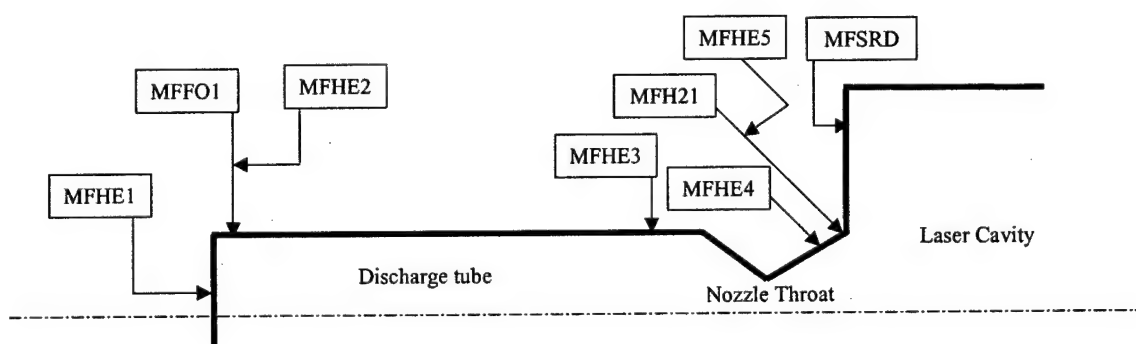 MFHE5
MFSRD
MFFO1
MFHE2
MFH21
MFHE3
MFHE1
MFHE4
Laser Cavity
Discharge tube
Nozzle Throat